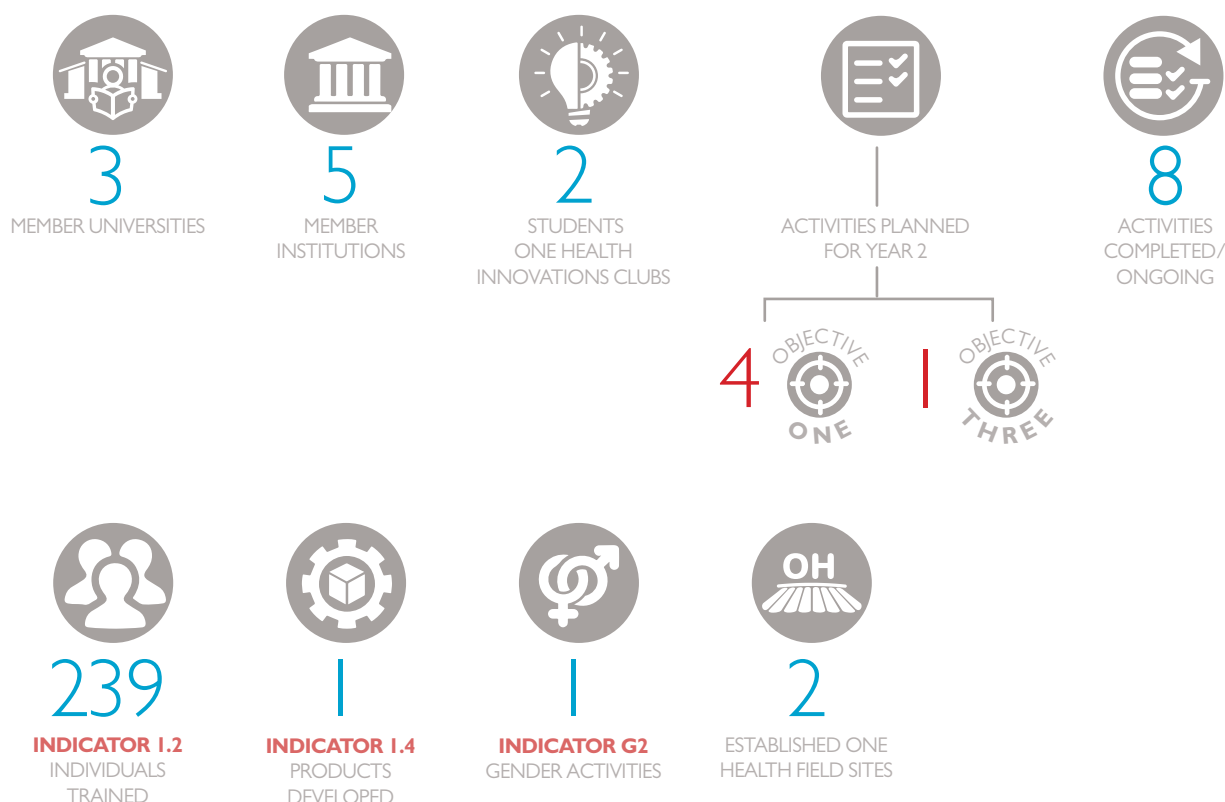 3
MEMBER UNIVERSITIES
5
MEMBER
INSTITUTIONS
2
STUDENTS
ONE HEALTH
INNOVATIONS CLUBS
ACTIVITIES PLANNED
FOR YEAR 2
4
OBJECTIVE
ONE
1
OBJECTIVE
THREE
8
ACTIVITIES
COMPLETED/
ONGOING
239
INDICATOR 1.2
INDIVIDUALS
TRAINED
1
INDICATOR 1.4
PRODUCTS
DEVELOPED
1
INDICATOR G2
GENDER ACTIVITIES
OH
2
ESTABLISHED ONE
HEALTH FIELD SITES